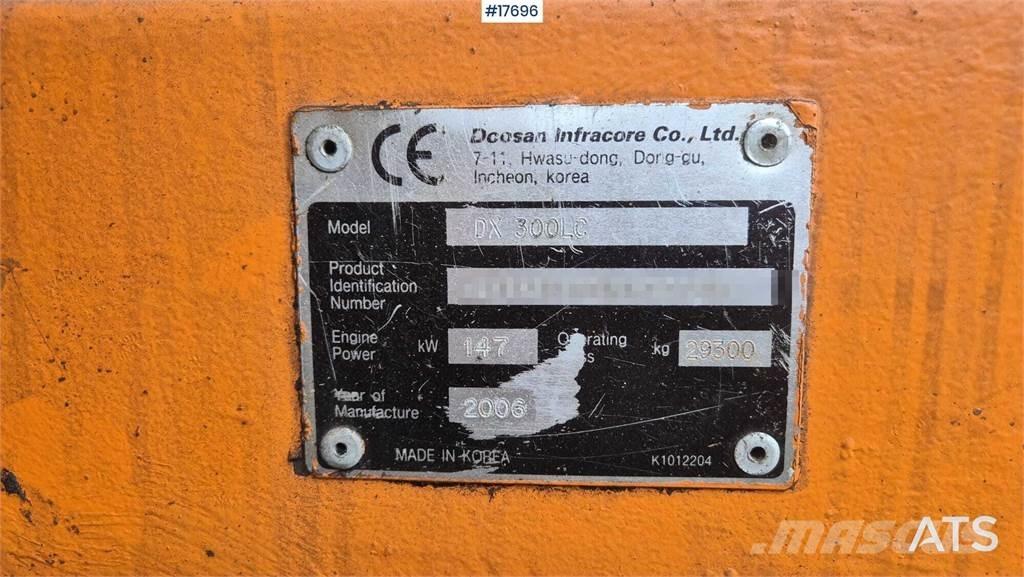 #17696
CE
Doosan Infracore Co., Ltd.
7-11, Hwasu-dong, Dong-gu,
Incheon, korea
Model DX 300LC
Product
Identification
Number
Engine
Power kW 147 Operating kg 29300
Year of
Manufacture 2006
MADE IN KOREA K1012204
MASCUS
ATS